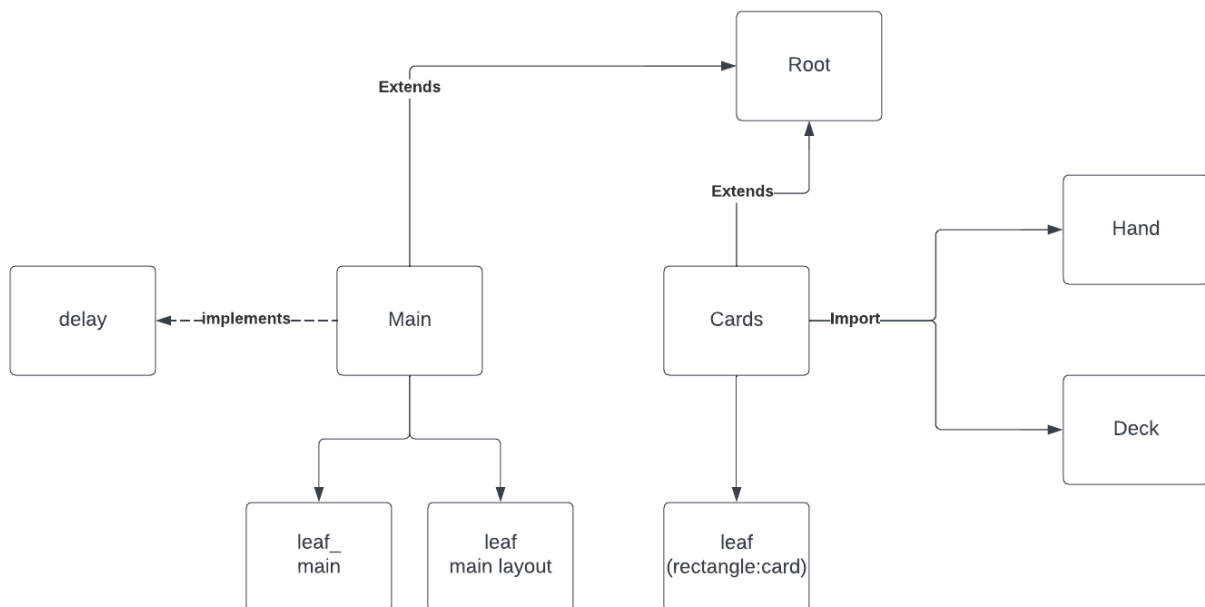 Root
Extends
Extends
Hand
delay
implements
Main
Cards
Import
Deck
leaf_
main
leaf
main layout
leaf
(rectangle:card)